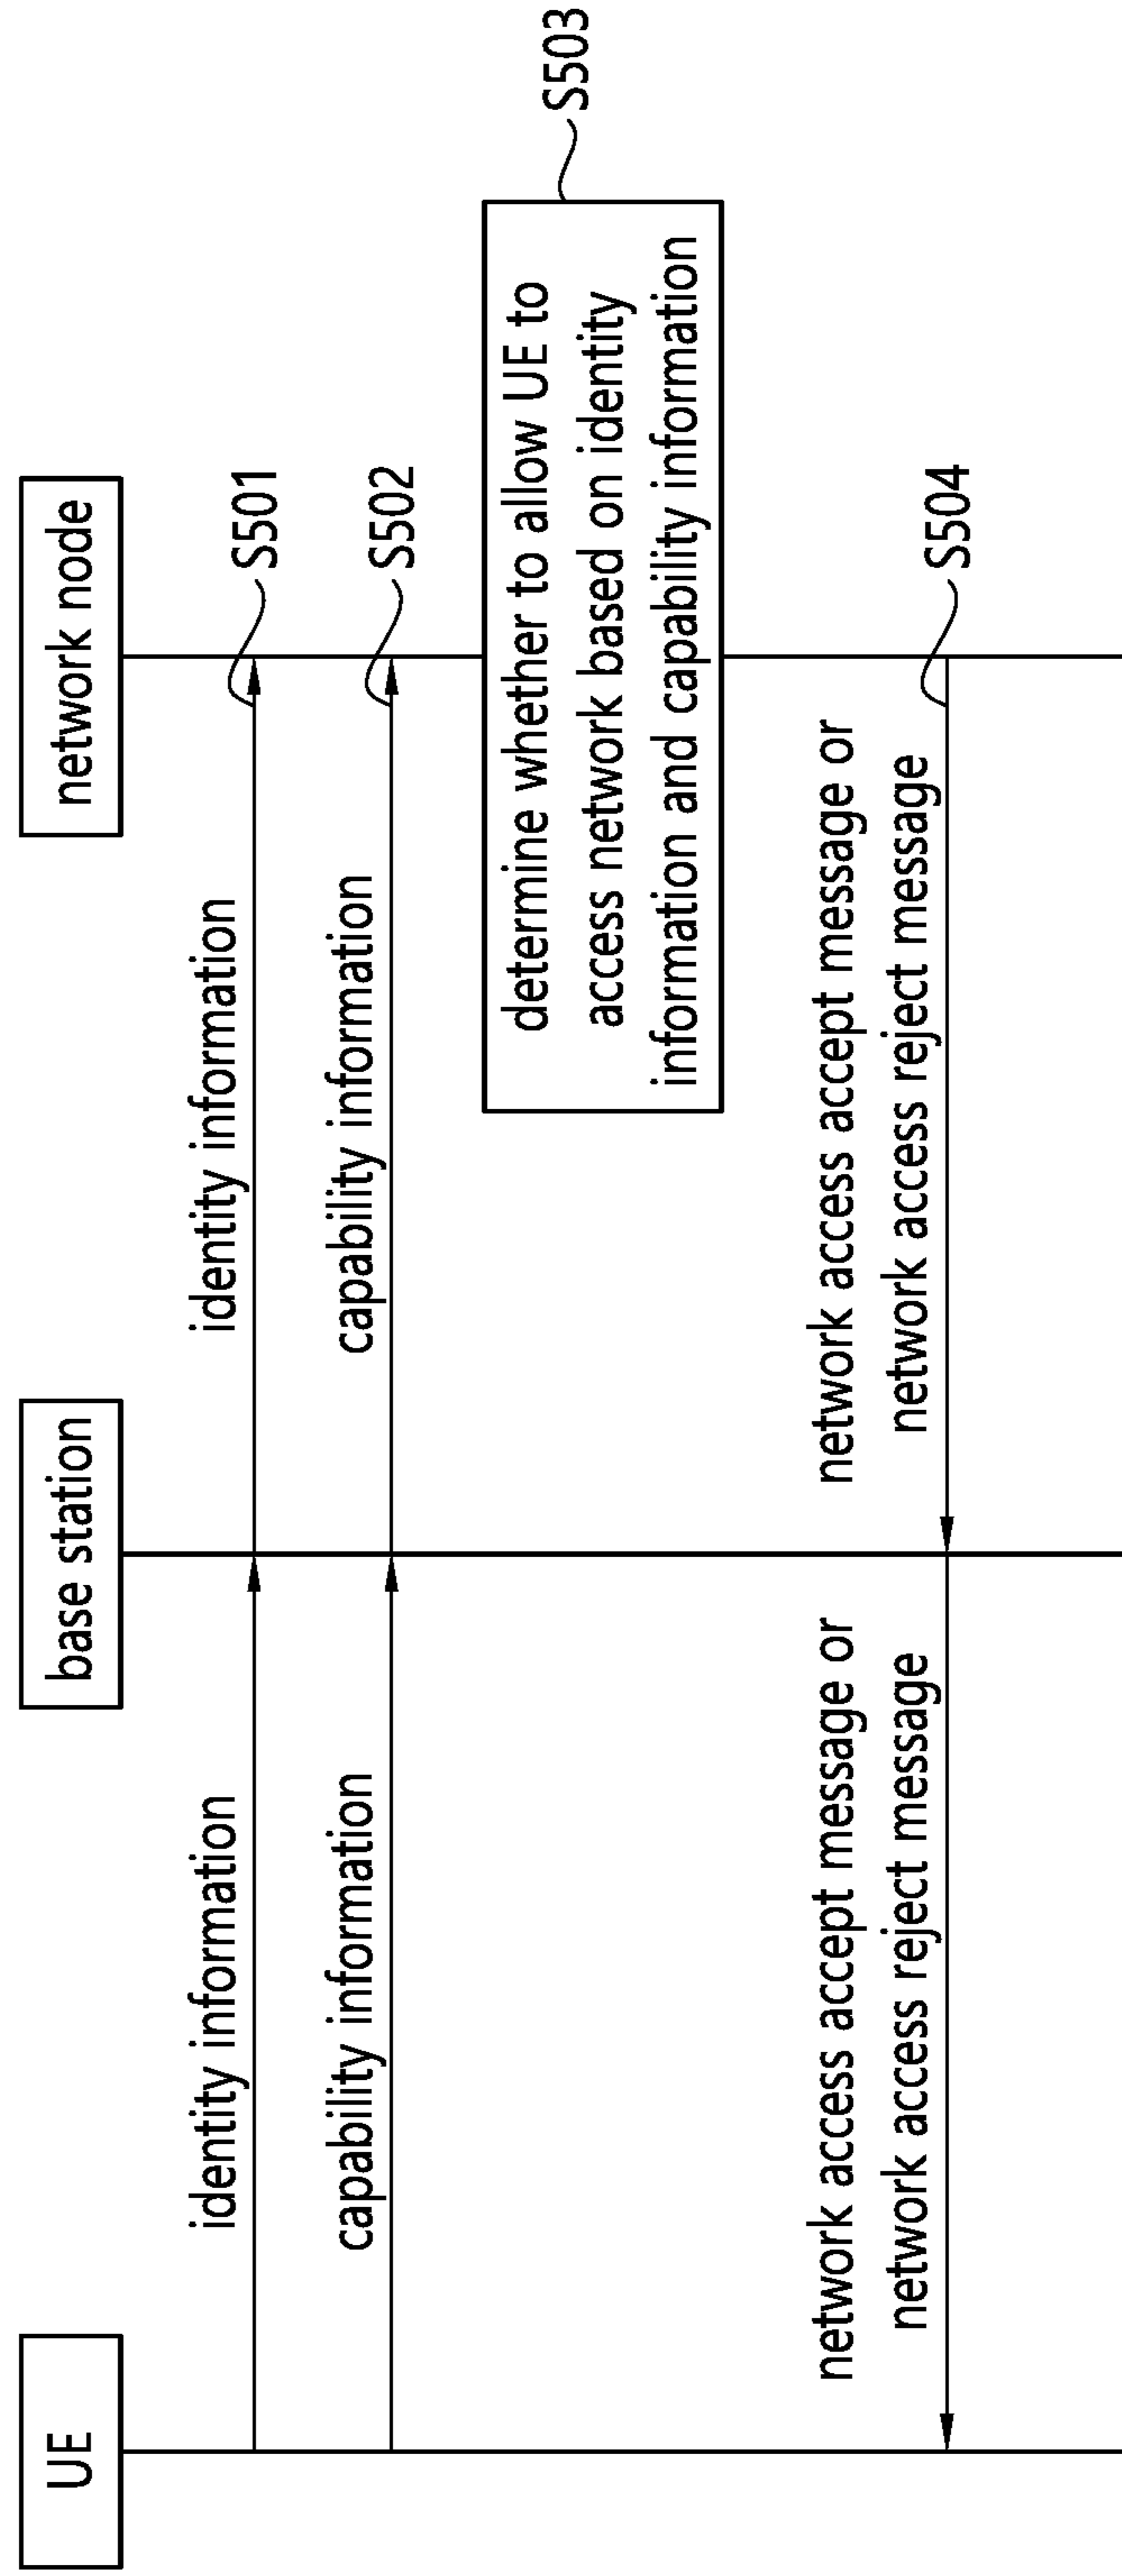 UE
base station
network node
identity information
identity information
S501
capability information
capability information
S502
determine whether to allow UE to
access network based on identity
information and capability information
S503
network access accept message or
network access reject message
network access accept message or
network access reject message
S504